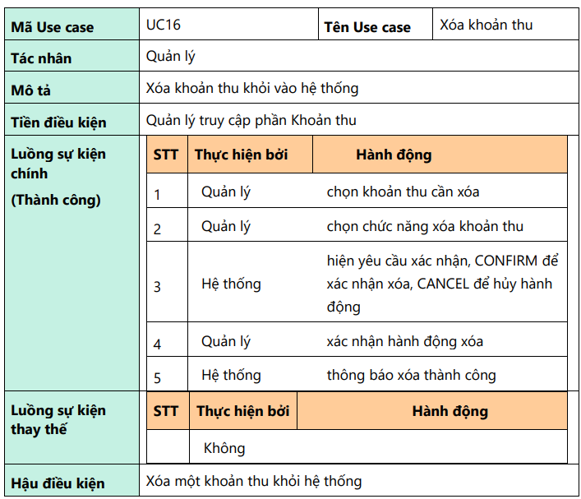 Mã Use case UC16 Tên Use case Xóa khoản thu
Tác nhân Quản lý
Mô tả Xóa khoản thu khỏi vào hệ thống
Tiền điều kiện Quản lý truy cập phần Khoản thu
Luồng sự kiện
chính
(Thành công)
STT Thực hiện bởi Hành động
1 Quản lý chọn khoản thu cần xóa
2 Quản lý chọn chức năng xóa khoản thu
3 Hệ thống hiện yêu cầu xác nhận, CONFIRM để
xác nhận xóa, CANCEL để hủy hành
động
4 Quản lý xác nhận hành động xóa
5 Hệ thống thông báo xóa thành công
Luồng sự kiện
thay thế
STT Thực hiện bởi Hành động
Không
Hậu điều kiện Xóa một khoản thu khỏi hệ thống